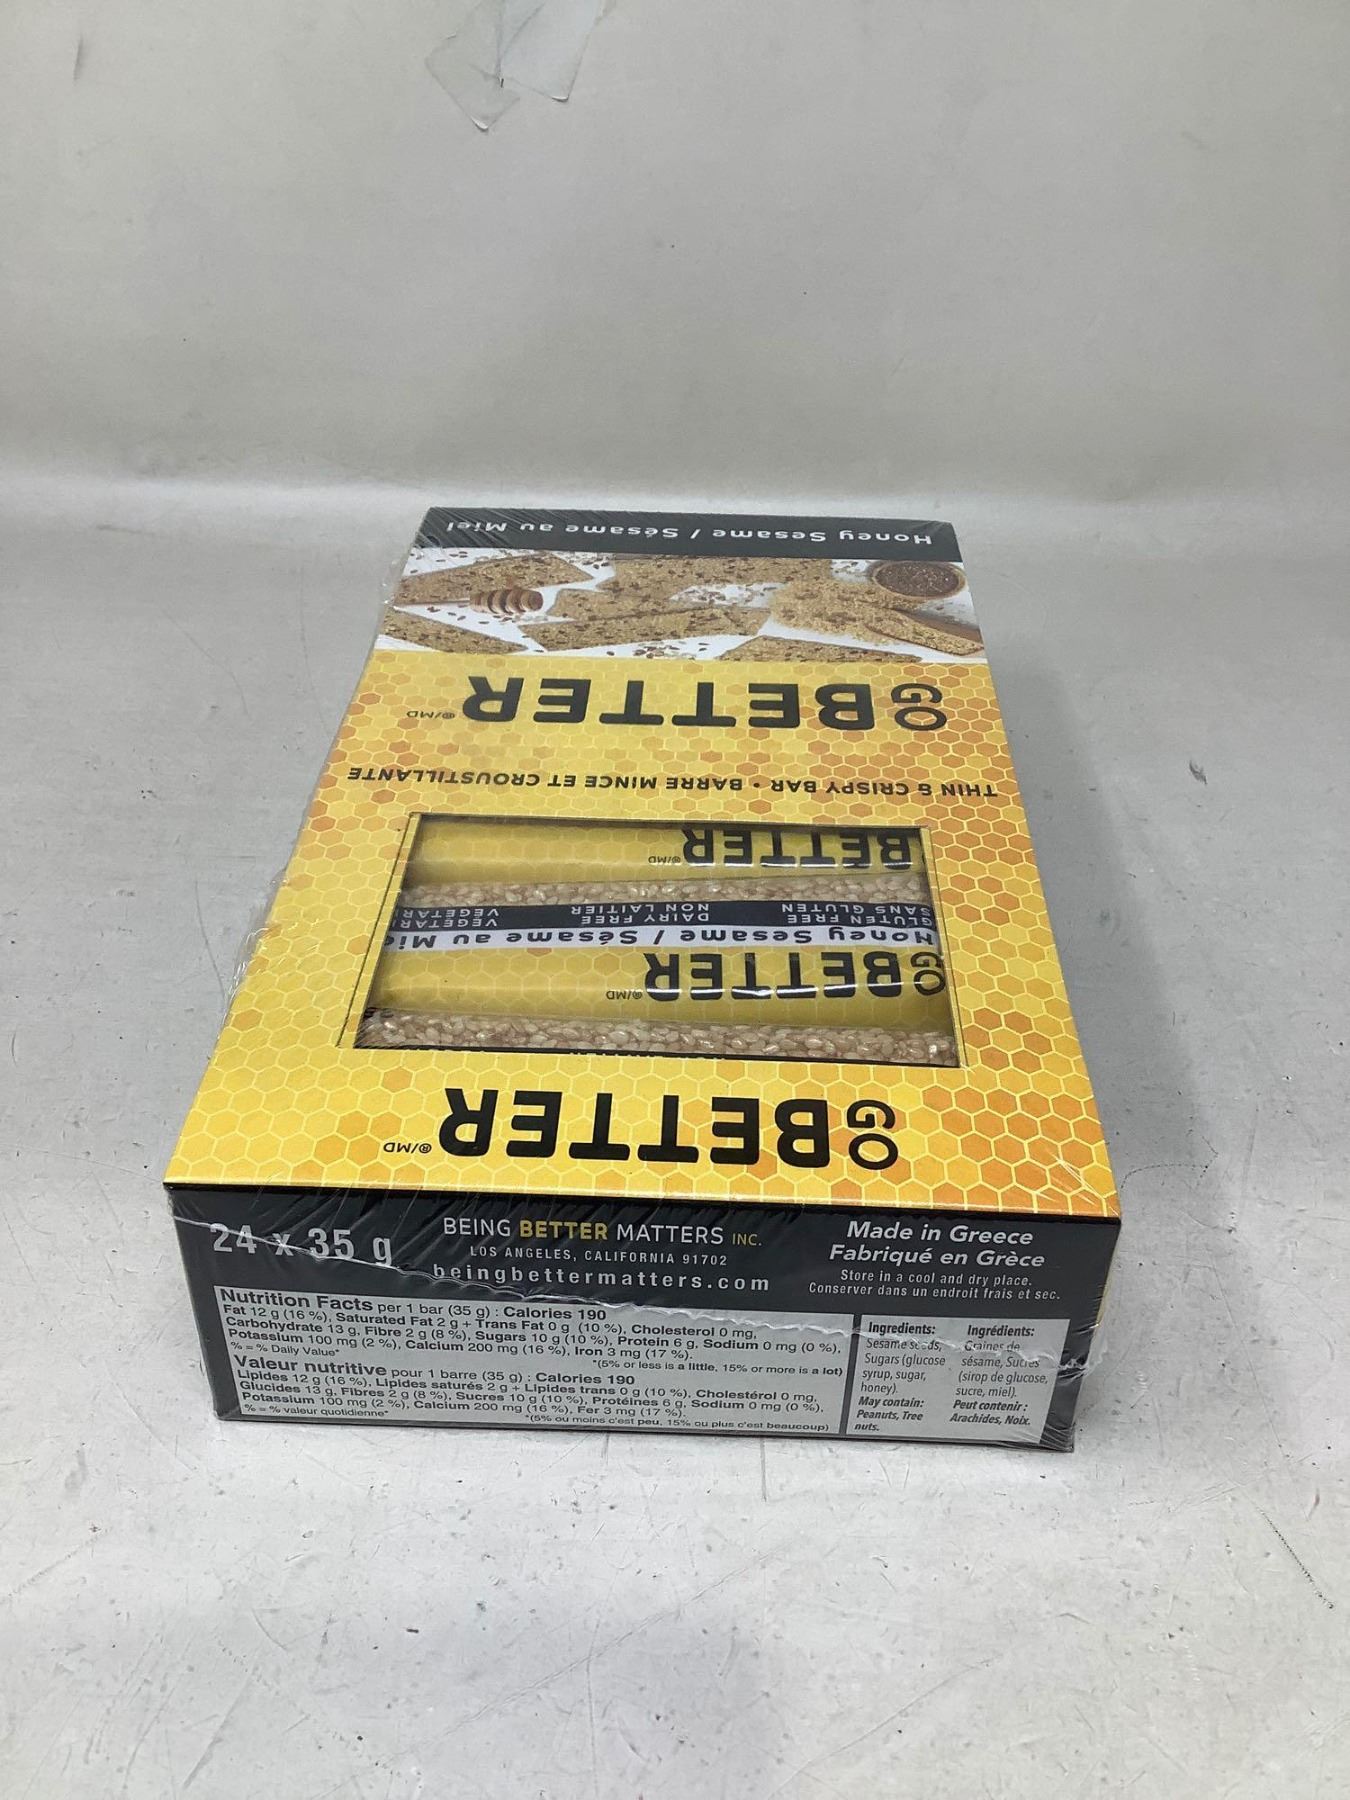 Honey Sesame / Sésame au Miel
GO BETTER ®/MD
THIN & CRISPY BAR • BARRE MINCE ET CROUSTILLANTE
BETTER ®/MD
GLUTEN FREE DAIRY FREE
SANS GLUTEN NON LAITIER
Honey Sesame / Sésame au
GO BETTER ®/MD
GO BETTER ®/MD
24 x 35 g
BEING BETTER MATTERS INC.
LOS ANGELES, CALIFORNIA 91702
beingbettermatters.com
Made in Greece
Fabriqué en Grèce
Store in a cool and dry place.
Conserver dans un endroit frais et sec.
Nutrition Facts per 1 bar (35 g) : Calories 190
Fat 12 g (16 %), Saturated Fat 2 g + Trans Fat 0 g (10 %), Cholesterol 0 mg,
Carbohydrate 13 g, Fibre 2 g (8 %), Sugars 10 g (10 %), Protein 6 g, Sodium 0 mg (0 %),
Potassium 100 mg (2 %), Calcium 200 mg (16 %), Iron 3 mg (17 %).
% = % Daily Value* *(5% or less is a little, 15% or more is a lot)
Valeur nutritive pour 1 barre (35 g) : Calories 190
Lipides 12 g (16 %), Lipides saturés 2 g + Lipides trans 0 g (10 %), Cholestérol 0 mg,
Glucides 13 g, Fibres 2 g (8 %), Sucres 10 g (10 %), Protéines 6 g, Sodium 0 mg (0 %),
Potassium 100 mg (2 %), Calcium 200 mg (16 %), Fer 3 mg (17 %).
% = % valeur quotidienne* *(5% ou moins c'est peu, 15% ou plus c'est beaucoup)
Ingredients:
Sesame seeds,
Sugars (glucose
syrup, sugar,
honey).
May contain:
Peanuts, Tree
nuts.
Ingrédients:
Graines de
sésame, Sucres
(sirop de glucose,
sucre, miel).
Peut contenir :
Arachides, Noix.